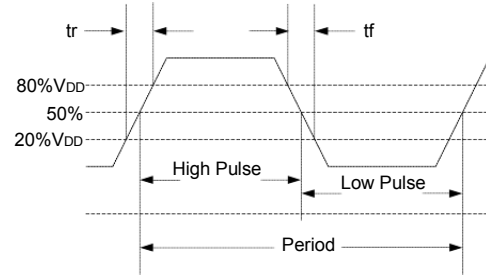 tr
tf
80%VDD
50%
20%VDD
High Pulse
Low Pulse
Period